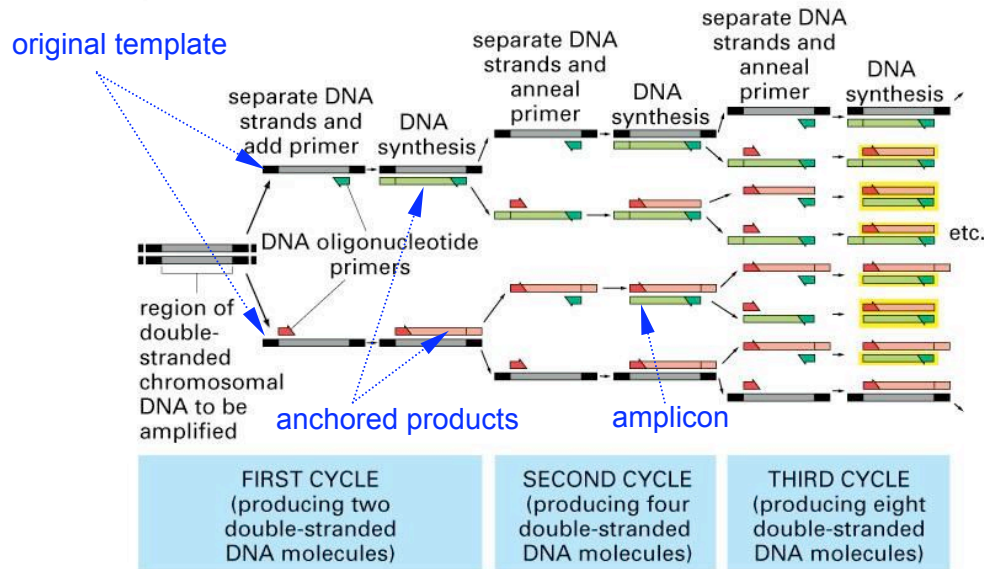 original template
separate DNA
strands and
add primer
DNA
synthesis
separate DNA
strands and
anneal
primer
DNA
synthesis
separate DNA
strands and
anneal
primer
DNA
synthesis
DNA oligonucleotide
primers
etc.
region of
double-
stranded
chromosomal
DNA to be
amplified
anchored products
amplicon
FIRST CYCLE
(producing two
double-stranded
DNA molecules)
SECOND CYCLE
(producing four
double-stranded
DNA molecules)
THIRD CYCLE
(producing eight
double-stranded
DNA molecules)